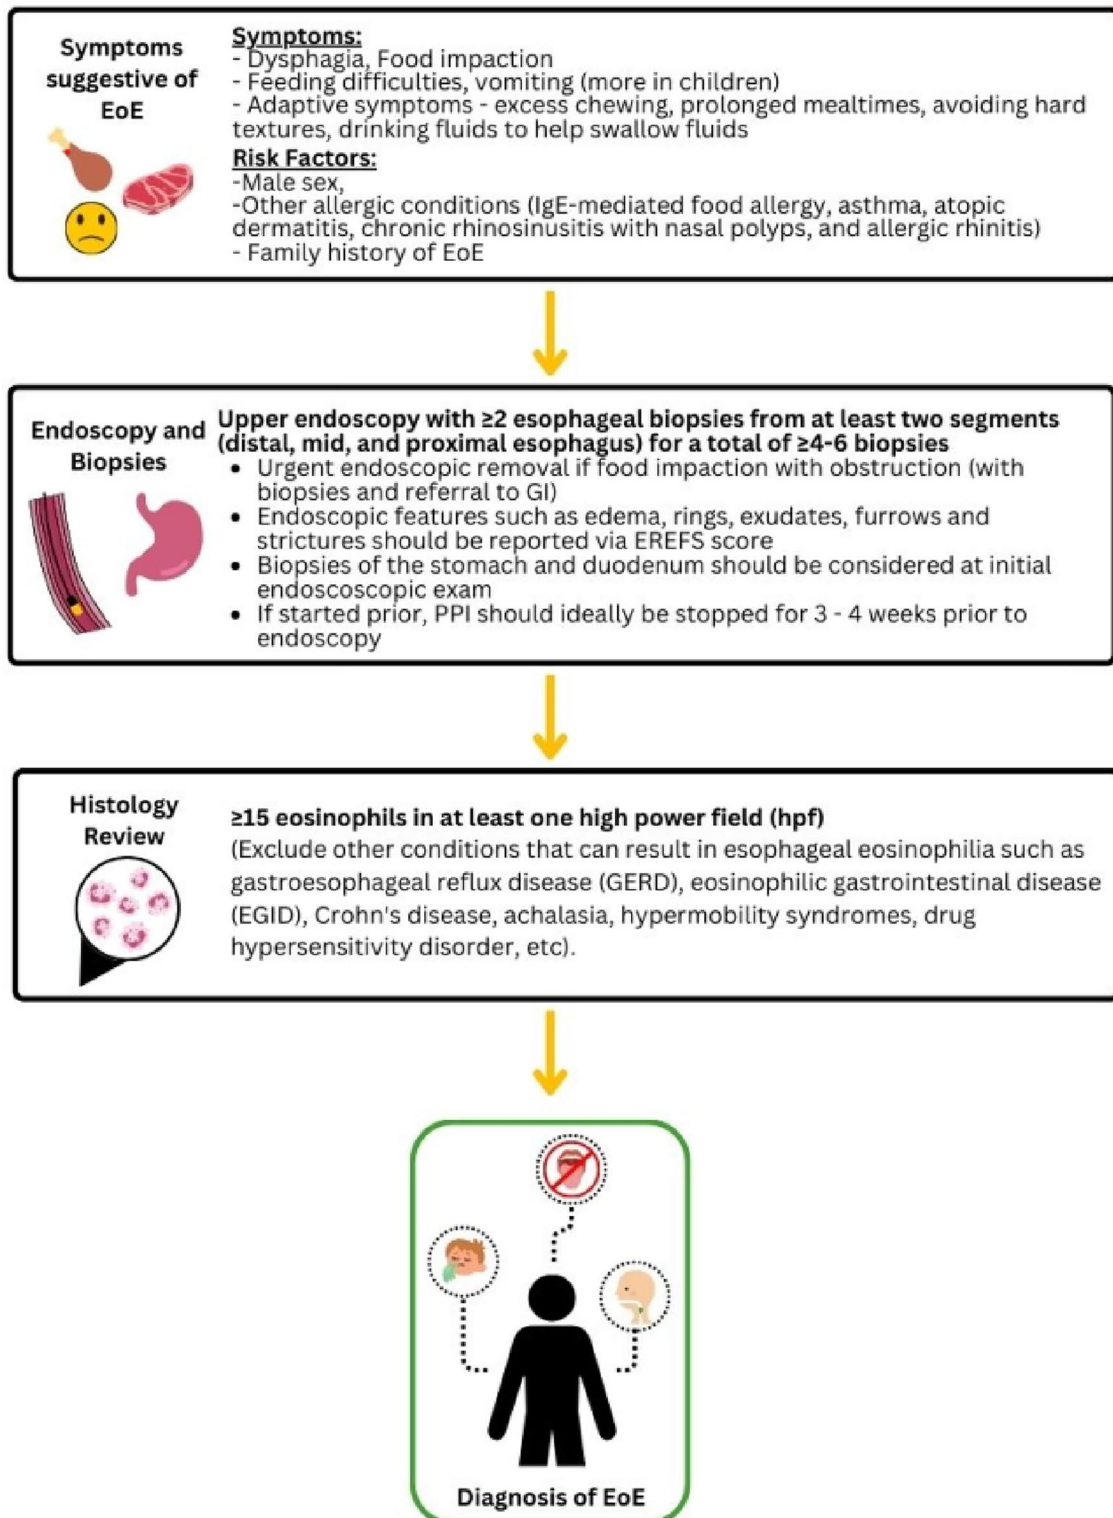 Symptoms
suggestive of
EoE
Symptoms:
- Dysphagia, Food impaction
- Feeding difficulties, vomiting (more in children)
- Adaptive symptoms - excess chewing, prolonged mealtimes, avoiding hard
textures, drinking fluids to help swallow fluids
Risk Factors:
-Male sex,
-Other allergic conditions (IgE-mediated food allergy, asthma, atopic
dermatitis, chronic rhinosinusitis with nasal polyps, and allergic rhinitis)
- Family history of EoE
Endoscopy and
Biopsies
Upper endoscopy with ≥2 esophageal biopsies from at least two segments
(distal, mid, and proximal esophagus) for a total of ≥4-6 biopsies
• Urgent endoscopic removal if food impaction with obstruction (with
biopsies and referral to GI)
• Endoscopic features such as edema, rings, exudates, furrows and
strictures should be reported via EREFS score
• Biopsies of the stomach and duodenum should be considered at initial
endoscoscopic exam
• If started prior, PPI should ideally be stopped for 3 - 4 weeks prior to
endoscopy
Histology
Review
≥15 eosinophils in at least one high power field (hpf)
(Exclude other conditions that can result in esophageal eosinophilia such as
gastroesophageal reflux disease (GERD), eosinophilic gastrointestinal disease
(EGID), Crohn's disease, achalasia, hypermobility syndromes, drug
hypersensitivity disorder, etc).
Diagnosis of EoE